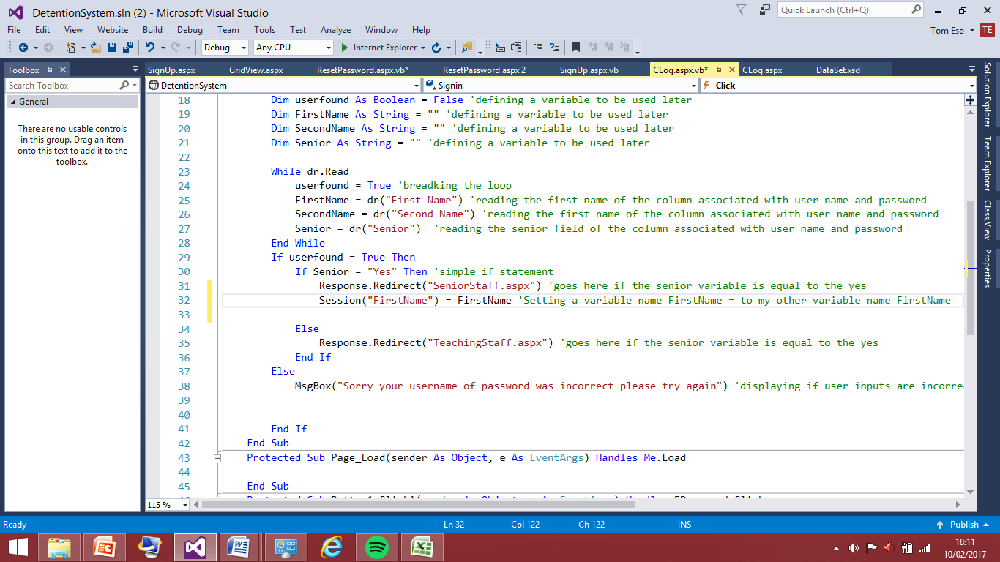 DetentionSystem.sln (2) - Microsoft Visual Studio
Quick Launch (Ctrl+Q)
File Edit View Website Build Debug Team Tools Test Analyze Window Help
Tom Eso TE
Debug Any CPU Internet Explorer
Toolbox
SignUp.aspx GridView.aspx ResetPassword.aspx.vb* ResetPassword.aspx:2 SignUp.aspx.vb CLog.aspx.vb* CLog.aspx DataSet.xsd
Search Toolbox
DetentionSystem Signin Click
General
There are no usable controls
in this group. Drag an item
onto this text to add it to the
toolbox.
18 Dim userfound As Boolean = False 'defining a variable to be used later
19 Dim FirstName As String = "" 'defining a variable to be used later
20 Dim SecondName As String = "" 'defining a variable to be used later
21 Dim Senior As String = "" 'defining a variable to be used later
22
23 While dr.Read
24 userfound = True 'breadking the loop
25 FirstName = dr("First Name") 'reading the first name of the column associated with user name and password
26 SecondName = dr("Second Name") 'reading the first name of the column associated with user name and password
27 Senior = dr("Senior") 'reading the senior field of the column associated with user name and password
28 End While
29 If userfound = True Then
30 If Senior = "Yes" Then 'simple if statement
31 Response.Redirect("SeniorStaff.aspx") 'goes here if the senior variable is equal to the yes
32 Session("FirstName") = FirstName 'Setting a variable name FirstName = to my other variable name FirstName
33
34 Else
35 Response.Redirect("TeachingStaff.aspx") 'goes here if the senior variable is equal to the yes
36 End If
37 Else
38 MsgBox("Sorry your username of password was incorrect please try again") 'displaying if user inputs are incorre
39
40
41 End If
42 End Sub
43 Protected Sub Page_Load(sender As Object, e As EventArgs) Handles Me.Load
44
45 End Sub
115 %
Solution Explorer
Team Explorer
Class View
Properties
Ready Ln 32 Col 122 Ch 122 INS Publish
18:11
10/02/2017